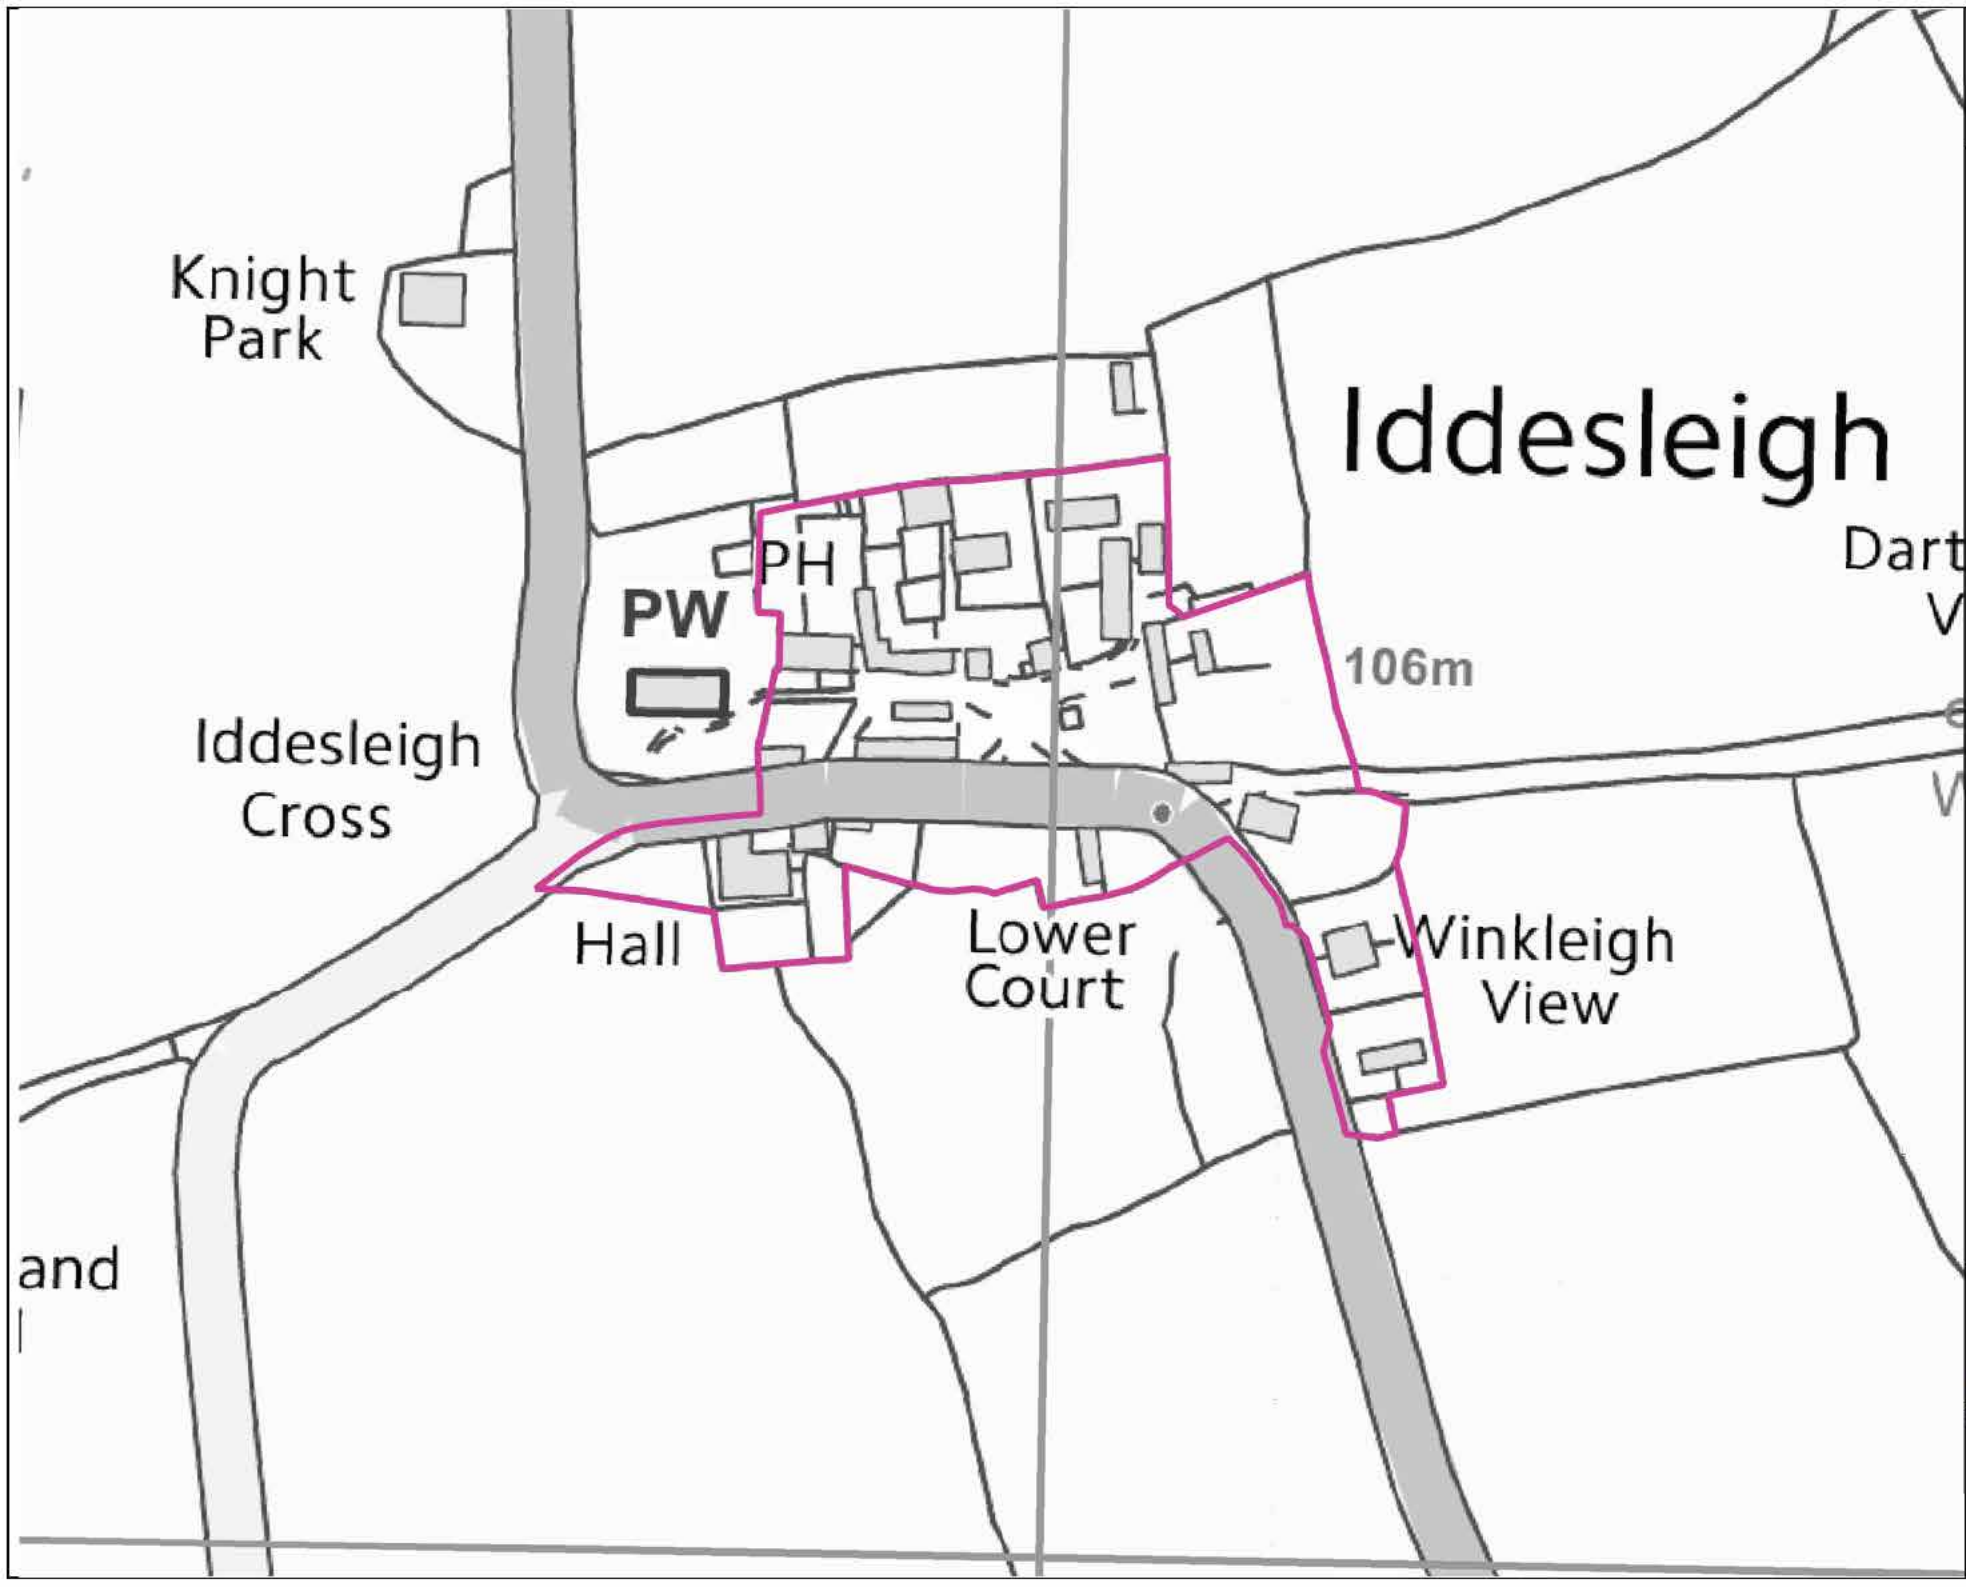 Knight
Park
Iddesleigh
Dart
V
PH
PW
106m
Iddesleigh
Cross
W
Hall
Lower
Court
Winkleigh
View
and